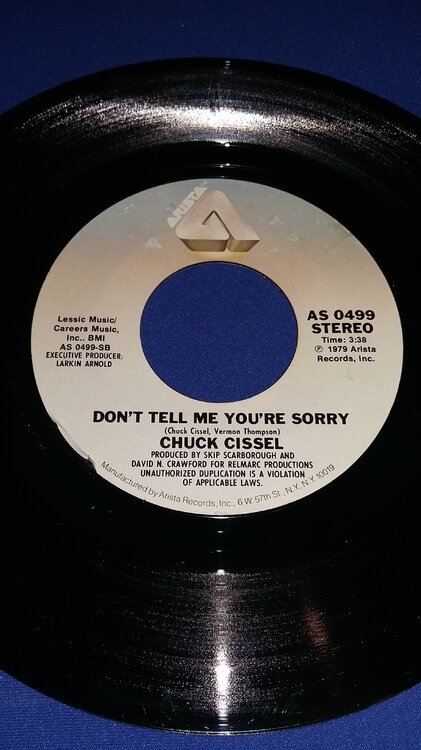 ARISTA
Lessic Music/
Careers Music,
Inc.. BMI
AS 0499-SB
EXECUTIVE PRODUCER:
LARKIN ARNOLD
AS 0499
STEREO
Time: 3:38
℗ 1979 Arista
Records, Inc.
DON'T TELL ME YOU'RE SORRY
(Chuck Cissel, Vermon Thompson)
CHUCK CISSEL
PRODUCED BY SKIP SCARBOROUGH AND
DAVID N. CRAWFORD FOR RELMARC PRODUCTIONS
UNAUTHORIZED DUPLICATION IS A VIOLATION
OF APPLICABLE LAWS.
Manufactured by Arista Records, Inc.. 6 W 57th St., N.Y. N.Y. 10019